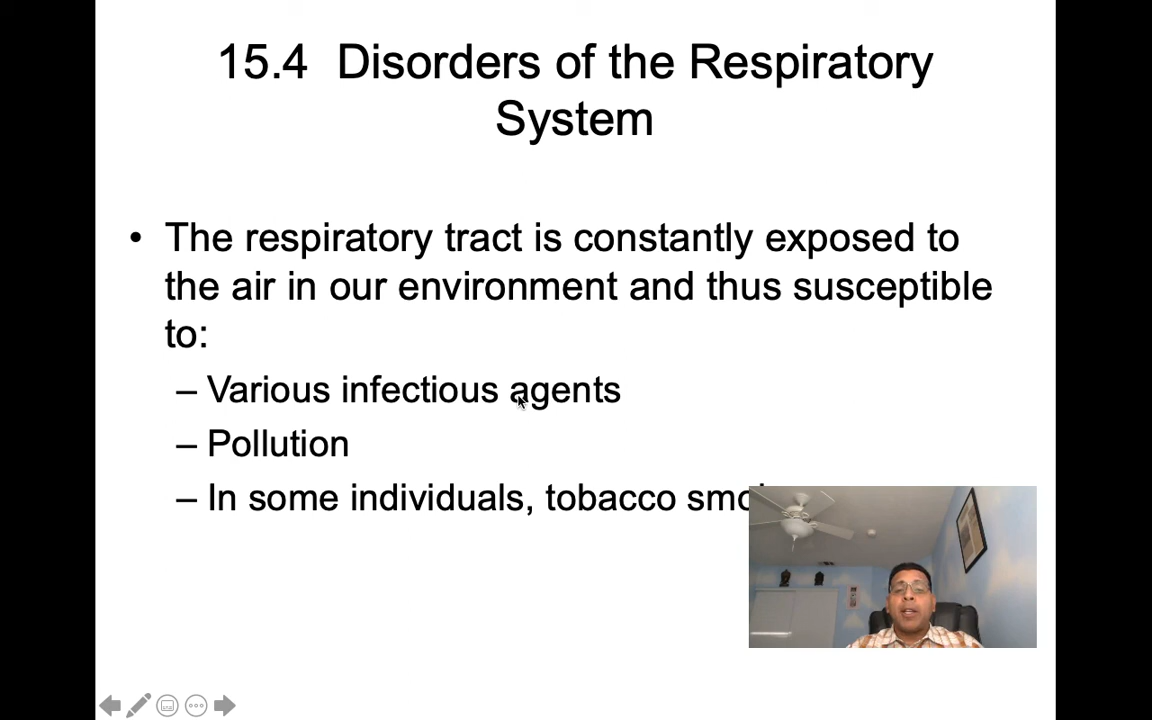 15.4 Disorders of the Respiratory
System
• The respiratory tract is constantly exposed to
the air in our environment and thus susceptible
to:
– Various infectious agents
– Pollution
– In some individuals, tobacco